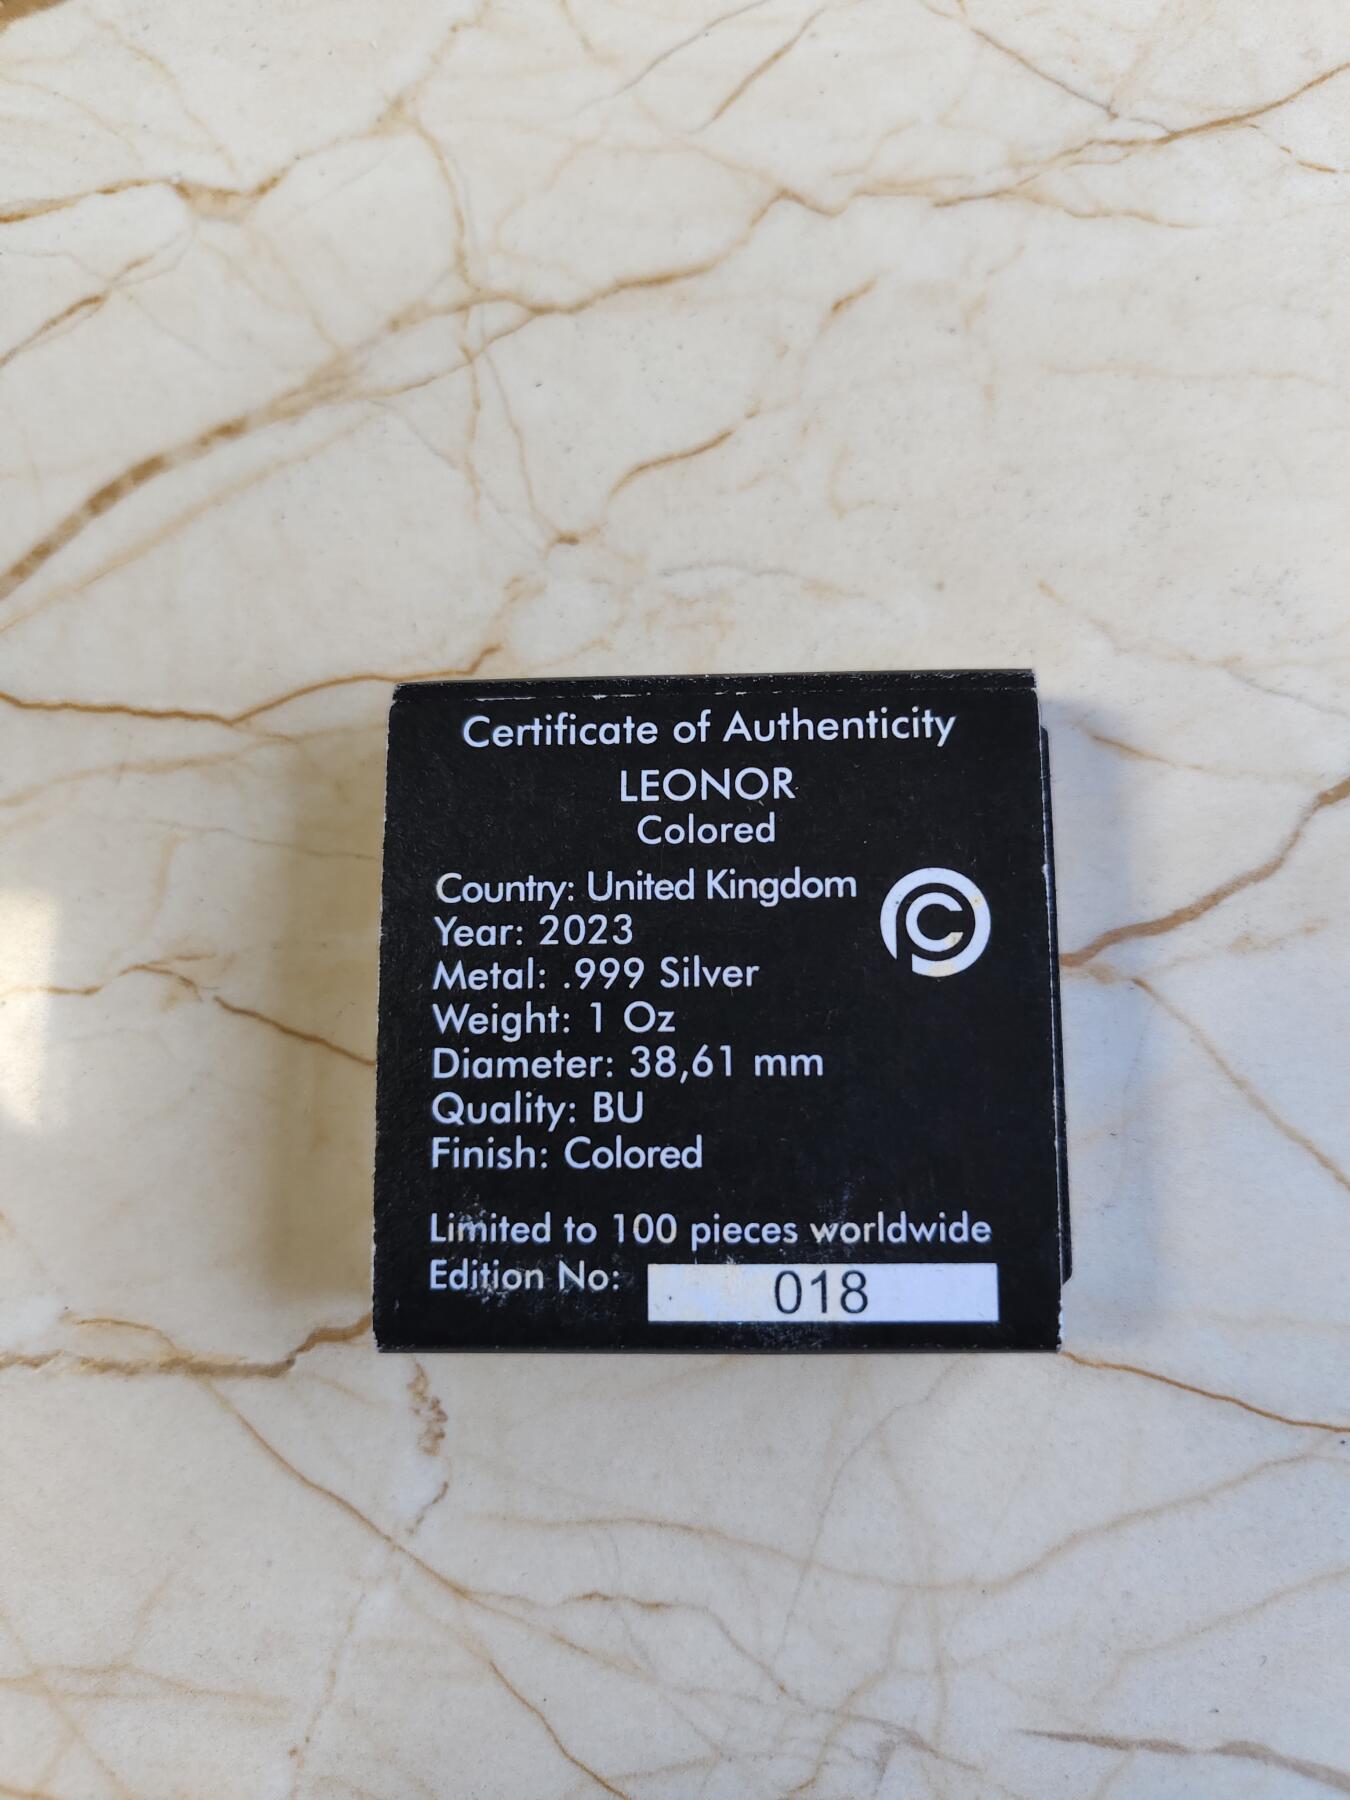 Certificate of Authenticity
LEONOR
Colored
Country: United Kingdom
Year: 2023
Metal: .999 Silver
Weight: 1 Oz
Diameter: 38,61 mm
Quality: BU
Finish: Colored
Limited to 100 pieces worldwide
Edition No: 018